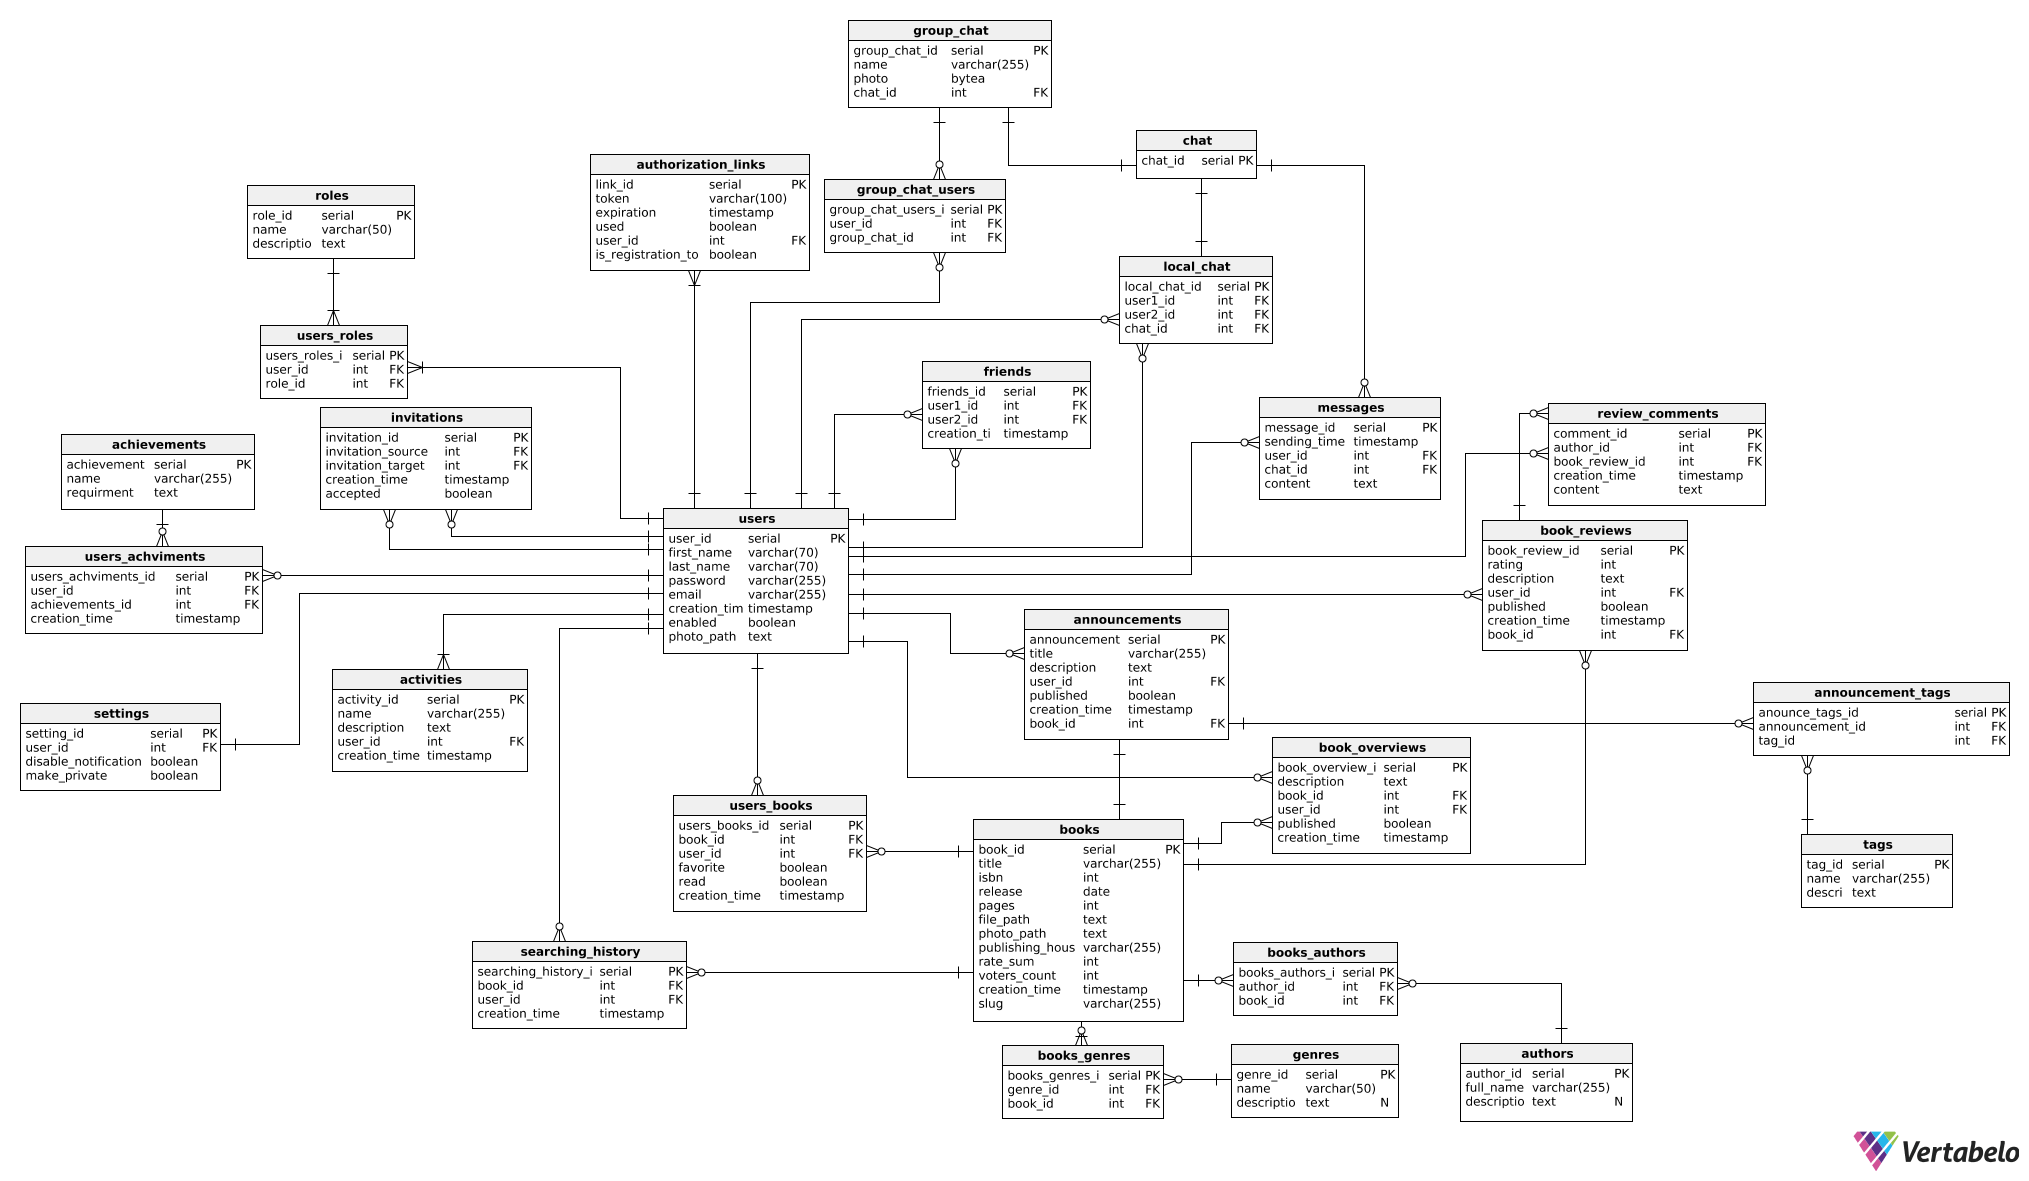 group_chat
group_chat_id serial PK
name varchar(255)
photo bytea
chat_id int FK
chat
chat_id serial PK
authorization_links
link_id serial PK
token varchar(100)
expiration timestamp
used boolean
user_id int FK
is_registration_to boolean
group_chat_users
group_chat_users_i serial PK
user_id int FK
group_chat_id int FK
roles
role_id serial PK
name varchar(50)
descriptio text
local_chat
local_chat_id serial PK
user1_id int FK
user2_id int FK
chat_id int FK
users_roles
users_roles_i serial PK
user_id int FK
role_id int FK
friends
friends_id serial PK
user1_id int FK
user2_id int FK
creation_ti timestamp
messages
message_id serial PK
sending_time timestamp
user_id int FK
chat_id int FK
content text
review_comments
comment_id serial PK
author_id int FK
book_review_id int FK
creation_time timestamp
content text
invitations
invitation_id serial PK
invitation_source int FK
invitation_target int FK
creation_time timestamp
accepted boolean
achievements
achievement serial PK
name varchar(255)
requirment text
users
user_id serial PK
first_name varchar(70)
last_name varchar(70)
password varchar(255)
email varchar(255)
creation_tim timestamp
enabled boolean
photo_path text
book_reviews
book_review_id serial PK
rating int
description text
user_id int FK
published boolean
creation_time timestamp
book_id int FK
users_achviments
users_achviments_id serial PK
user_id int FK
achievements_id int FK
creation_time timestamp
announcements
announcement serial PK
title varchar(255)
description text
user_id int FK
published boolean
creation_time timestamp
book_id int FK
activities
activity_id serial PK
name varchar(255)
description text
user_id int FK
creation_time timestamp
announcement_tags
anounce_tags_id serial PK
announcement_id int FK
tag_id int FK
settings
setting_id serial PK
user_id int FK
disable_notification boolean
make_private boolean
book_overviews
book_overview_i serial PK
description text
book_id int FK
user_id int FK
published boolean
creation_time timestamp
users_books
users_books_id serial PK
book_id int FK
user_id int FK
favorite boolean
read boolean
creation_time timestamp
books
book_id serial PK
title varchar(255)
isbn int
release date
pages int
file_path text
photo_path text
publishing_hous varchar(255)
rate_sum int
voters_count int
creation_time timestamp
slug varchar(255)
tags
tag_id serial PK
name varchar(255)
descri text
searching_history
searching_history_i serial PK
book_id int FK
user_id int FK
creation_time timestamp
books_authors
books_authors_i serial PK
author_id int FK
book_id int FK
books_genres
books_genres_i serial PK
genre_id int FK
book_id int FK
genres
genre_id serial PK
name varchar(50)
descriptio text N
authors
author_id serial PK
full_name varchar(255)
descriptio text N
Vertabelo